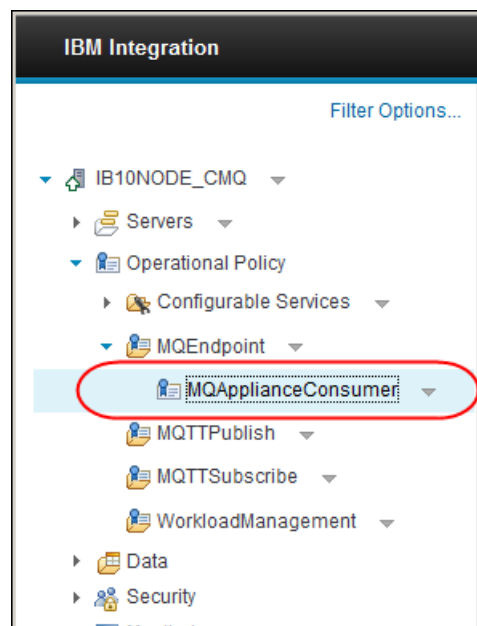 IBM Integration
Filter Options...
IB10NODE_CMQ
Servers
Operational Policy
Configurable Services
MQEndpoint
MQApplianceConsumer
MQTTPublish
MQTTSubscribe
WorkloadManagement
Data
Security